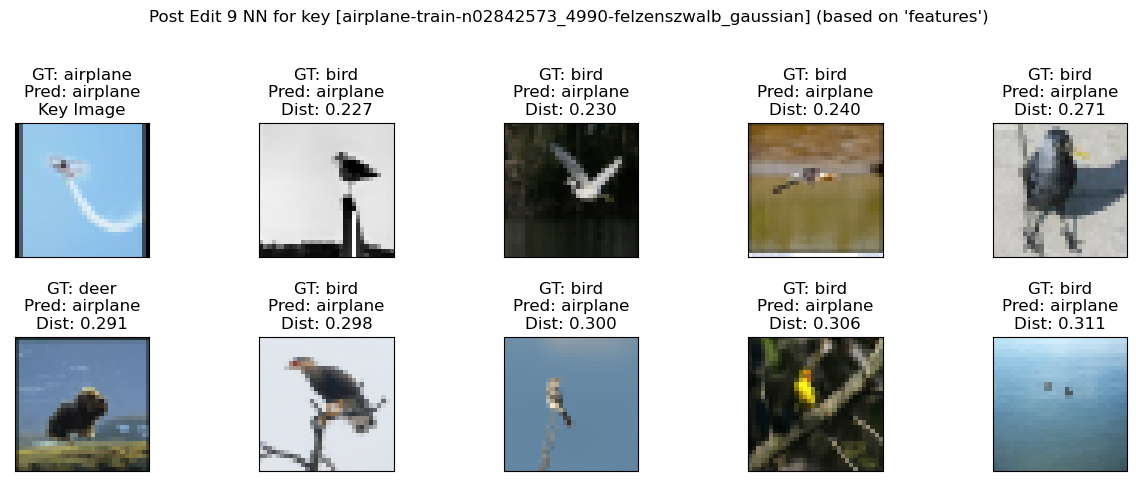 Post Edit 9 NN for key [airplane-train-n02842573_4990-felzenszwalb_gaussian] (based on 'features')
GT: airplane
Pred: airplane
Key Image
GT: bird
Pred: airplane
Dist: 0.227
GT: bird
Pred: airplane
Dist: 0.230
GT: bird
Pred: airplane
Dist: 0.240
GT: bird
Pred: airplane
Dist: 0.271
GT: deer
Pred: airplane
Dist: 0.291
GT: bird
Pred: airplane
Dist: 0.298
GT: bird
Pred: airplane
Dist: 0.300
GT: bird
Pred: airplane
Dist: 0.306
GT: bird
Pred: airplane
Dist: 0.311